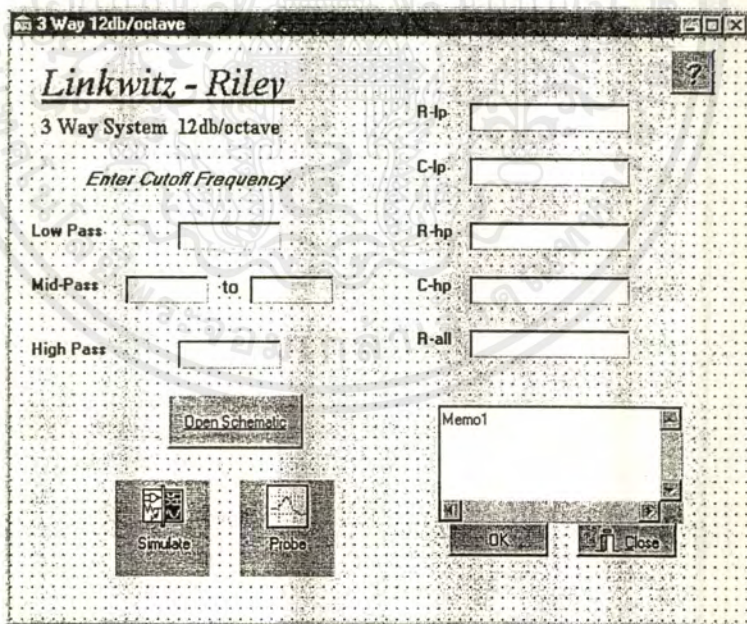 3 Way 12db/octave
?
Linkwitz - Riley
3 Way System 12db/octave
Enter Cutoff Frequency
Low Pass
Mid-Pass to
High Pass
Open Schematic
Simulate
Probe
R-lp
C-lp
R-hp
C-hp
R-all
Memo1
OK
Close